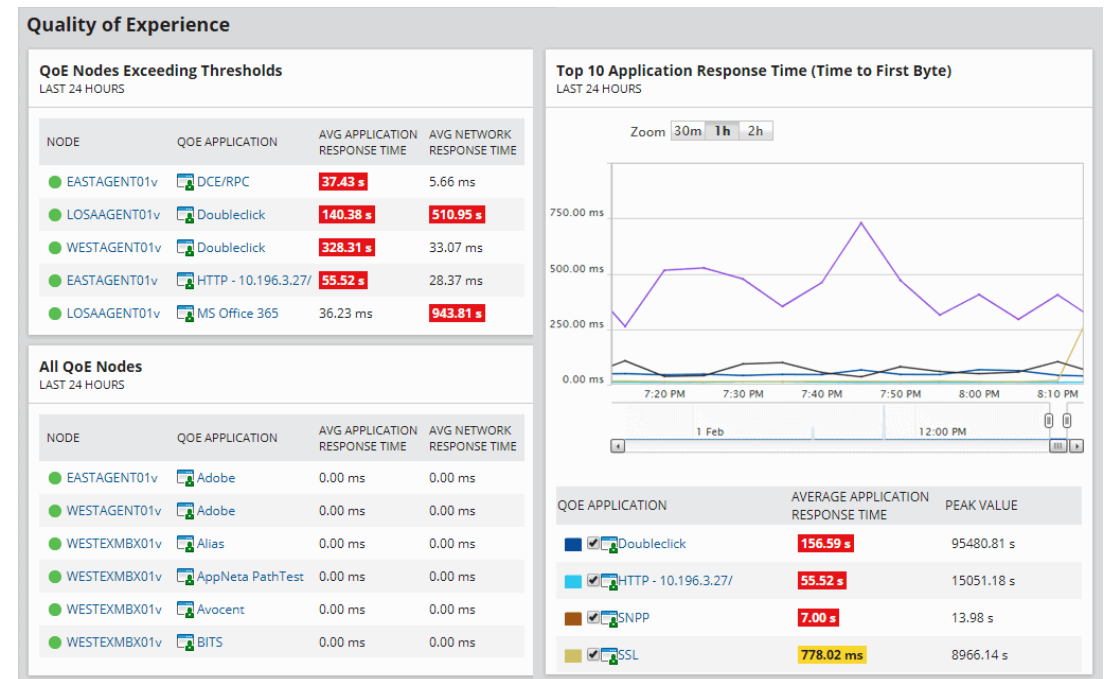 Quality of Experience
QoE Nodes Exceeding Thresholds
LAST 24 HOURS
NODE QOE APPLICATION AVG APPLICATION RESPONSE TIME AVG NETWORK RESPONSE TIME
EASTAGENT01v DCE/RPC 37.43 s 5.66 ms
LOSAAGENT01v Doubleclick 140.38 s 510.95 s
WESTAGENT01v Doubleclick 328.31 s 33.07 ms
EASTAGENT01v HTTP - 10.196.3.27/ 55.52 s 28.37 ms
LOSAAGENT01v MS Office 365 36.23 ms 943.81 s
All QoE Nodes
LAST 24 HOURS
NODE QOE APPLICATION AVG APPLICATION RESPONSE TIME AVG NETWORK RESPONSE TIME
EASTAGENT01v Adobe 0.00 ms 0.00 ms
WESTAGENT01v Adobe 0.00 ms 0.00 ms
WESTEXMBX01v Alias 0.00 ms 0.00 ms
WESTEXMBX01v AppNeta PathTest 0.00 ms 0.00 ms
WESTEXMBX01v Avocent 0.00 ms 0.00 ms
WESTEXMBX01v BITS 0.00 ms 0.00 ms
Top 10 Application Response Time (Time to First Byte)
LAST 24 HOURS
Zoom 30m 1h 2h
750.00 ms
500.00 ms
250.00 ms
0.00 ms
7:20 PM 7:30 PM 7:40 PM 7:50 PM 8:00 PM 8:10 PM
1 Feb 12:00 PM
QOE APPLICATION AVERAGE APPLICATION RESPONSE TIME PEAK VALUE
Doubleclick 156.59 s 95480.81 s
HTTP - 10.196.3.27/ 55.52 s 15051.18 s
SNPP 7.00 s 13.98 s
SSL 778.02 ms 8966.14 s